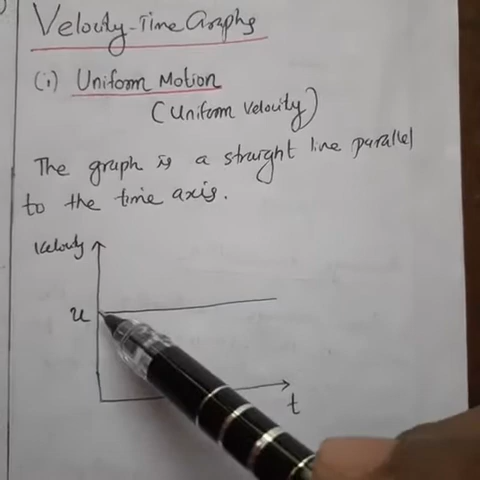 Velocity-Time Graphs
(i) Uniform Motion
(Uniform Velocity)
The graph is a straight line parallel
to the time axis.
Velocity
u
t